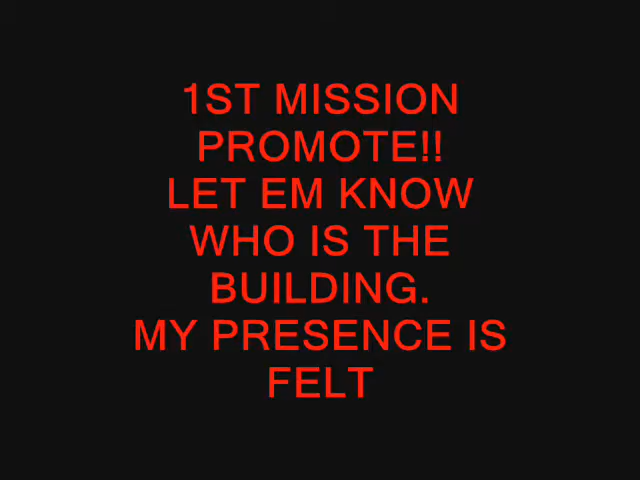 1ST MISSION
PROMOTE!!
LET EM KNOW
WHO IS THE
BUILDING.
MY PRESENCE IS
FELT